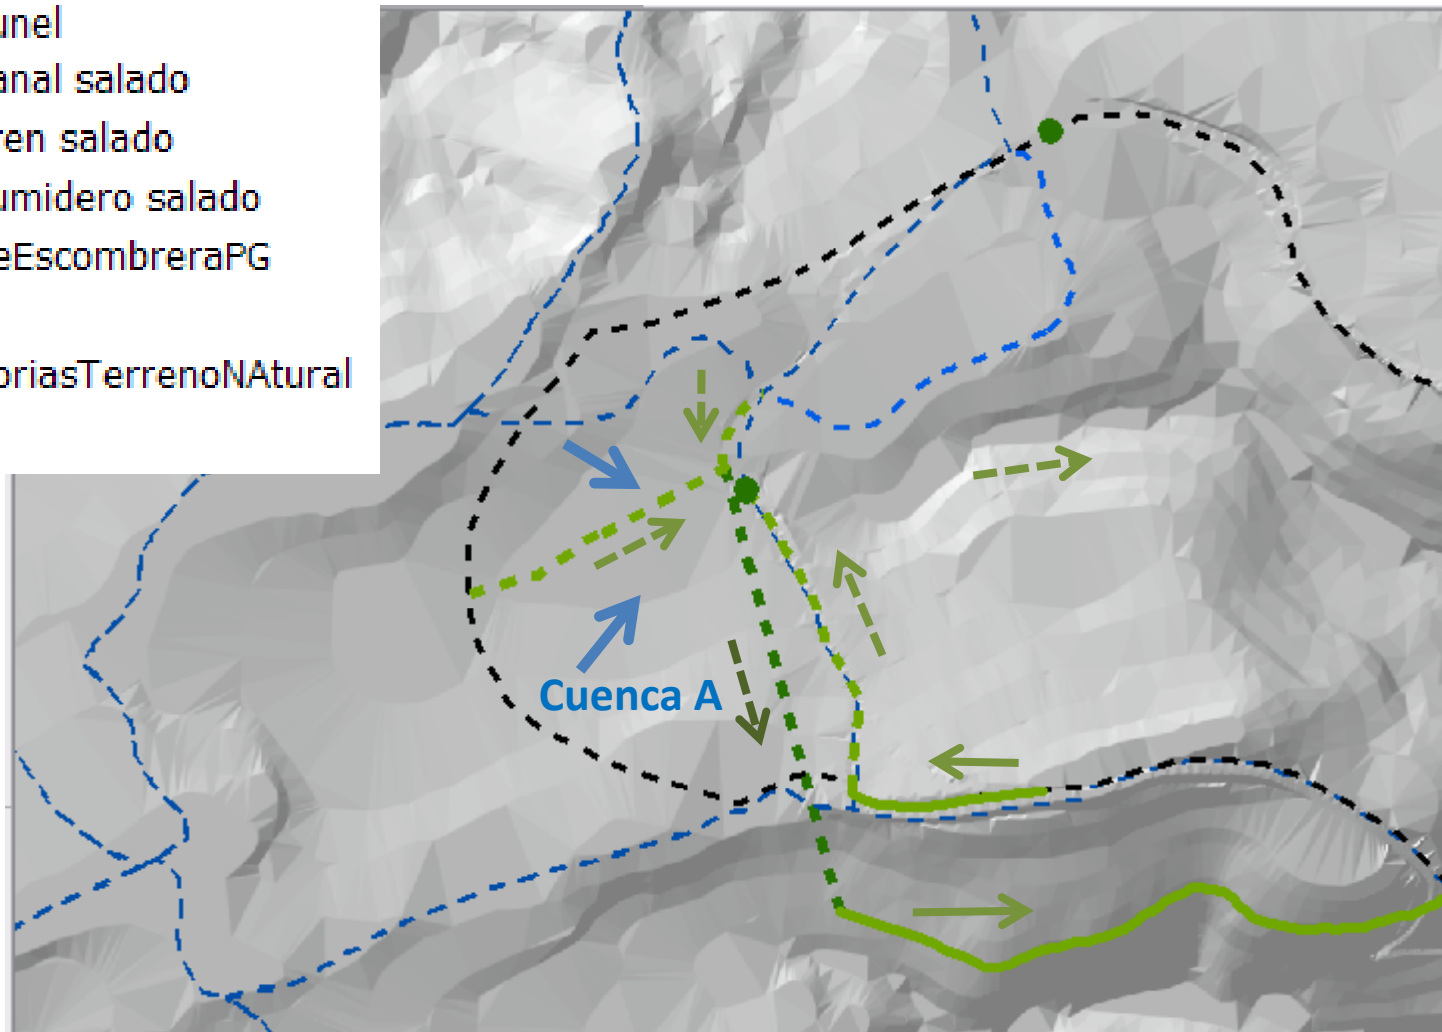 unel
anal salado
ren salado
umidero salado
eEscombreraPG
oriasTerrenoNAtural
Cuenca A